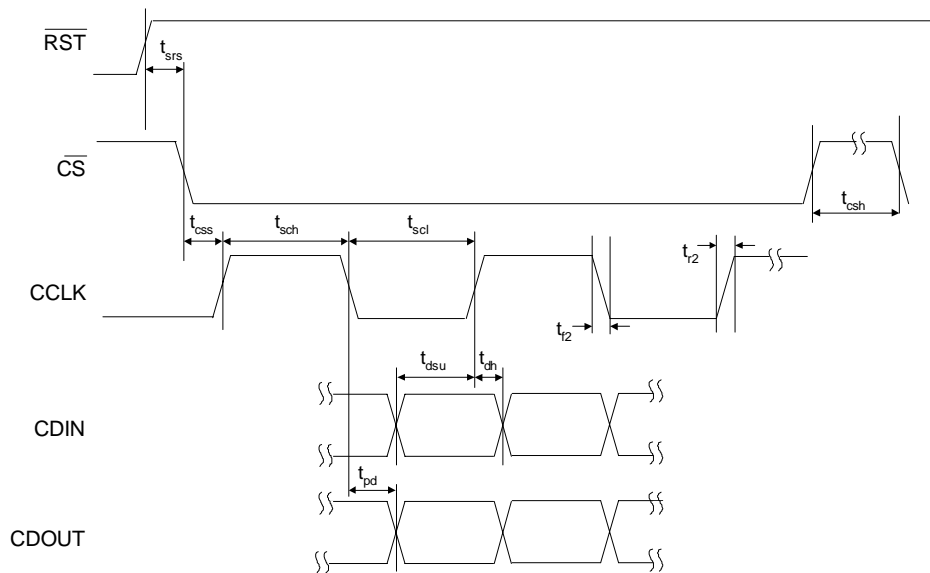 RST
t_srs
CS
t_csh
t_css
t_sch
t_scl
t_r2
CCLK
t_f2
t_dsu
t_dh
CDIN
t_pd
CDOUT